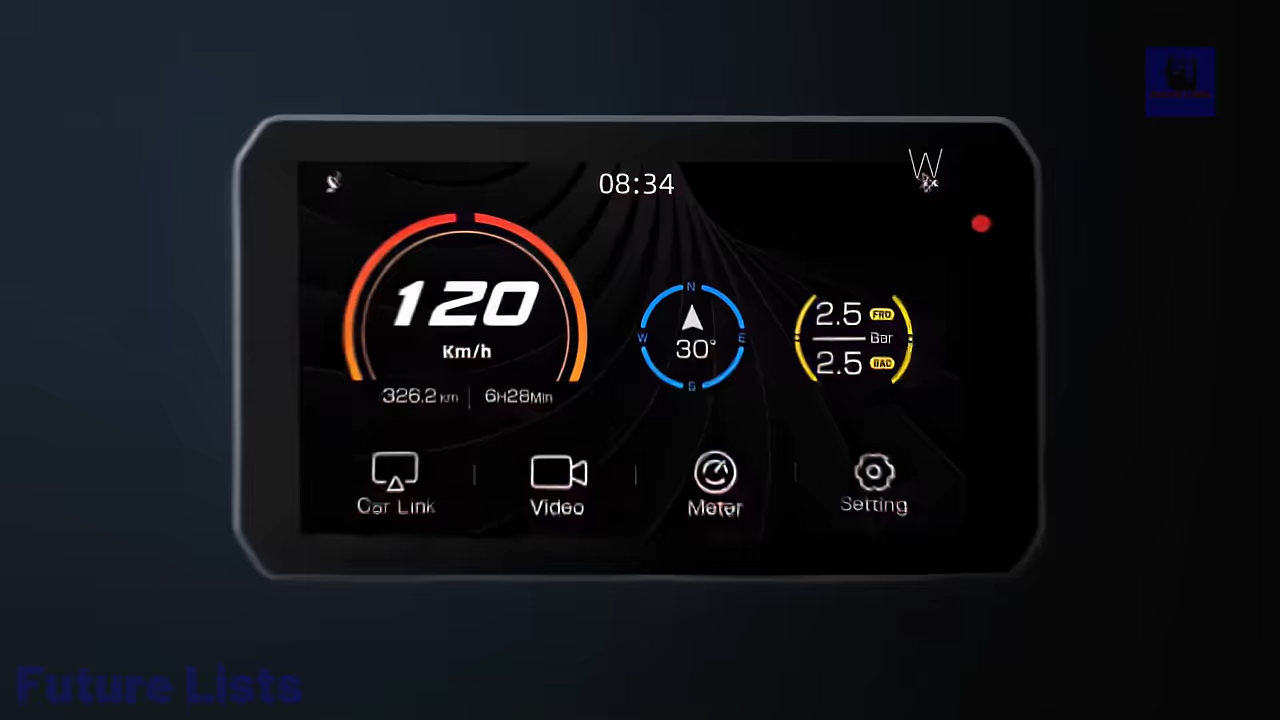 08:34
W
120
Km/h
326.2 km 6H28Min
N
W E
S
30°
2.5 FRO
Bar
2.5 BAC
Car Link Video Meter Setting
Future Lists